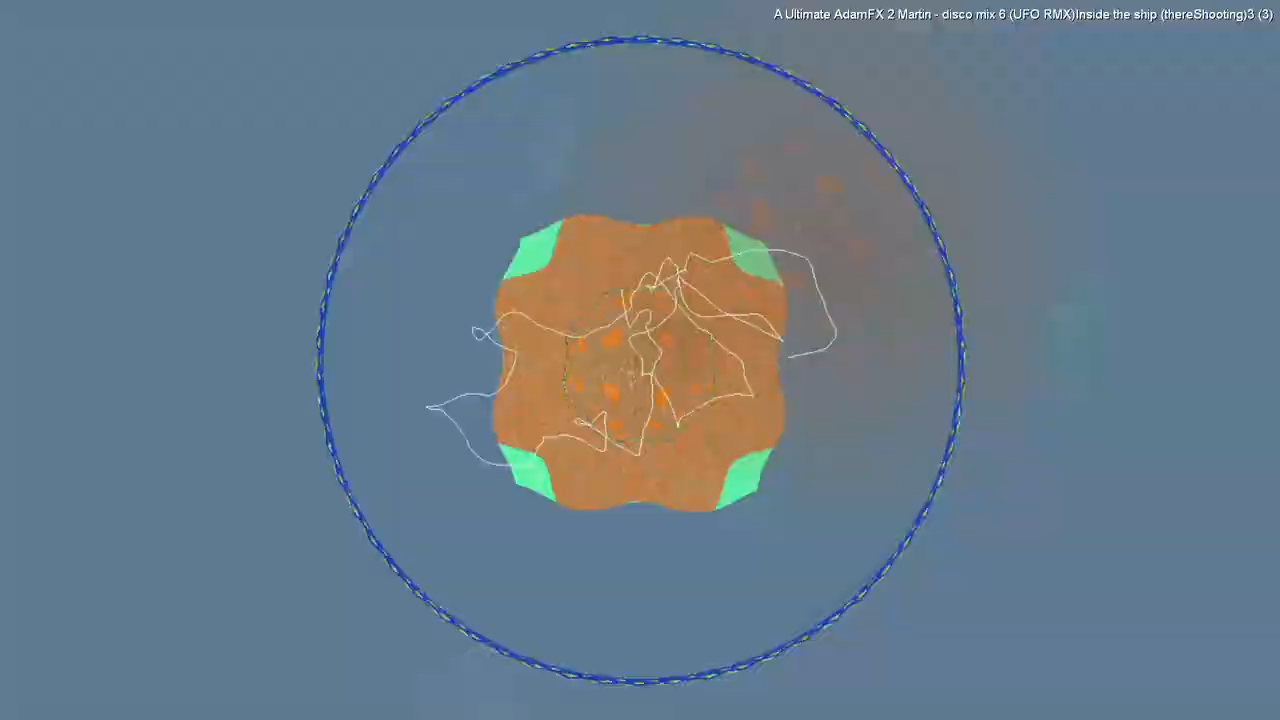 A Ultimate AdamFX 2 Martin - disco mix 6 (UFO RMX)Inside the ship (thereShooting)3 (3)